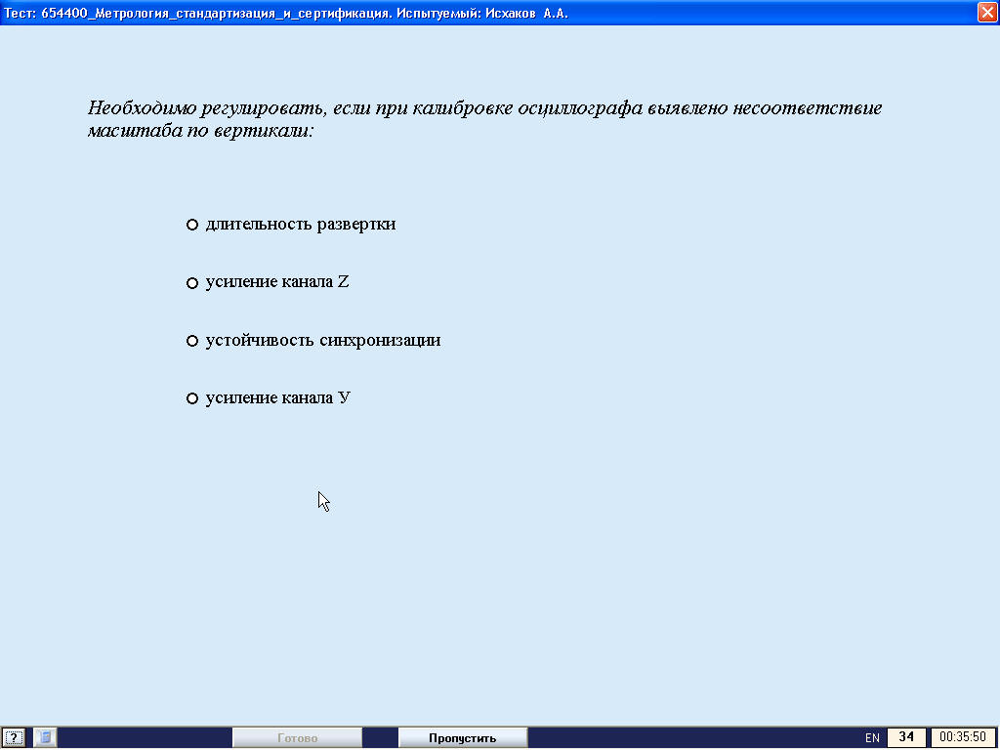 Тест: 654400_Метрология_стандартизация_и_сертификация. Испытуемый: Исхаков А.А.
Необходимо регулировать, если при калибровке осциллографа выявлено несоответствие
масштаба по вертикали:
длительность развертки
усиление канала Z
устойчивость синхронизации
усиление канала У
?
Готово
Пропустить
EN
34
00:35:50